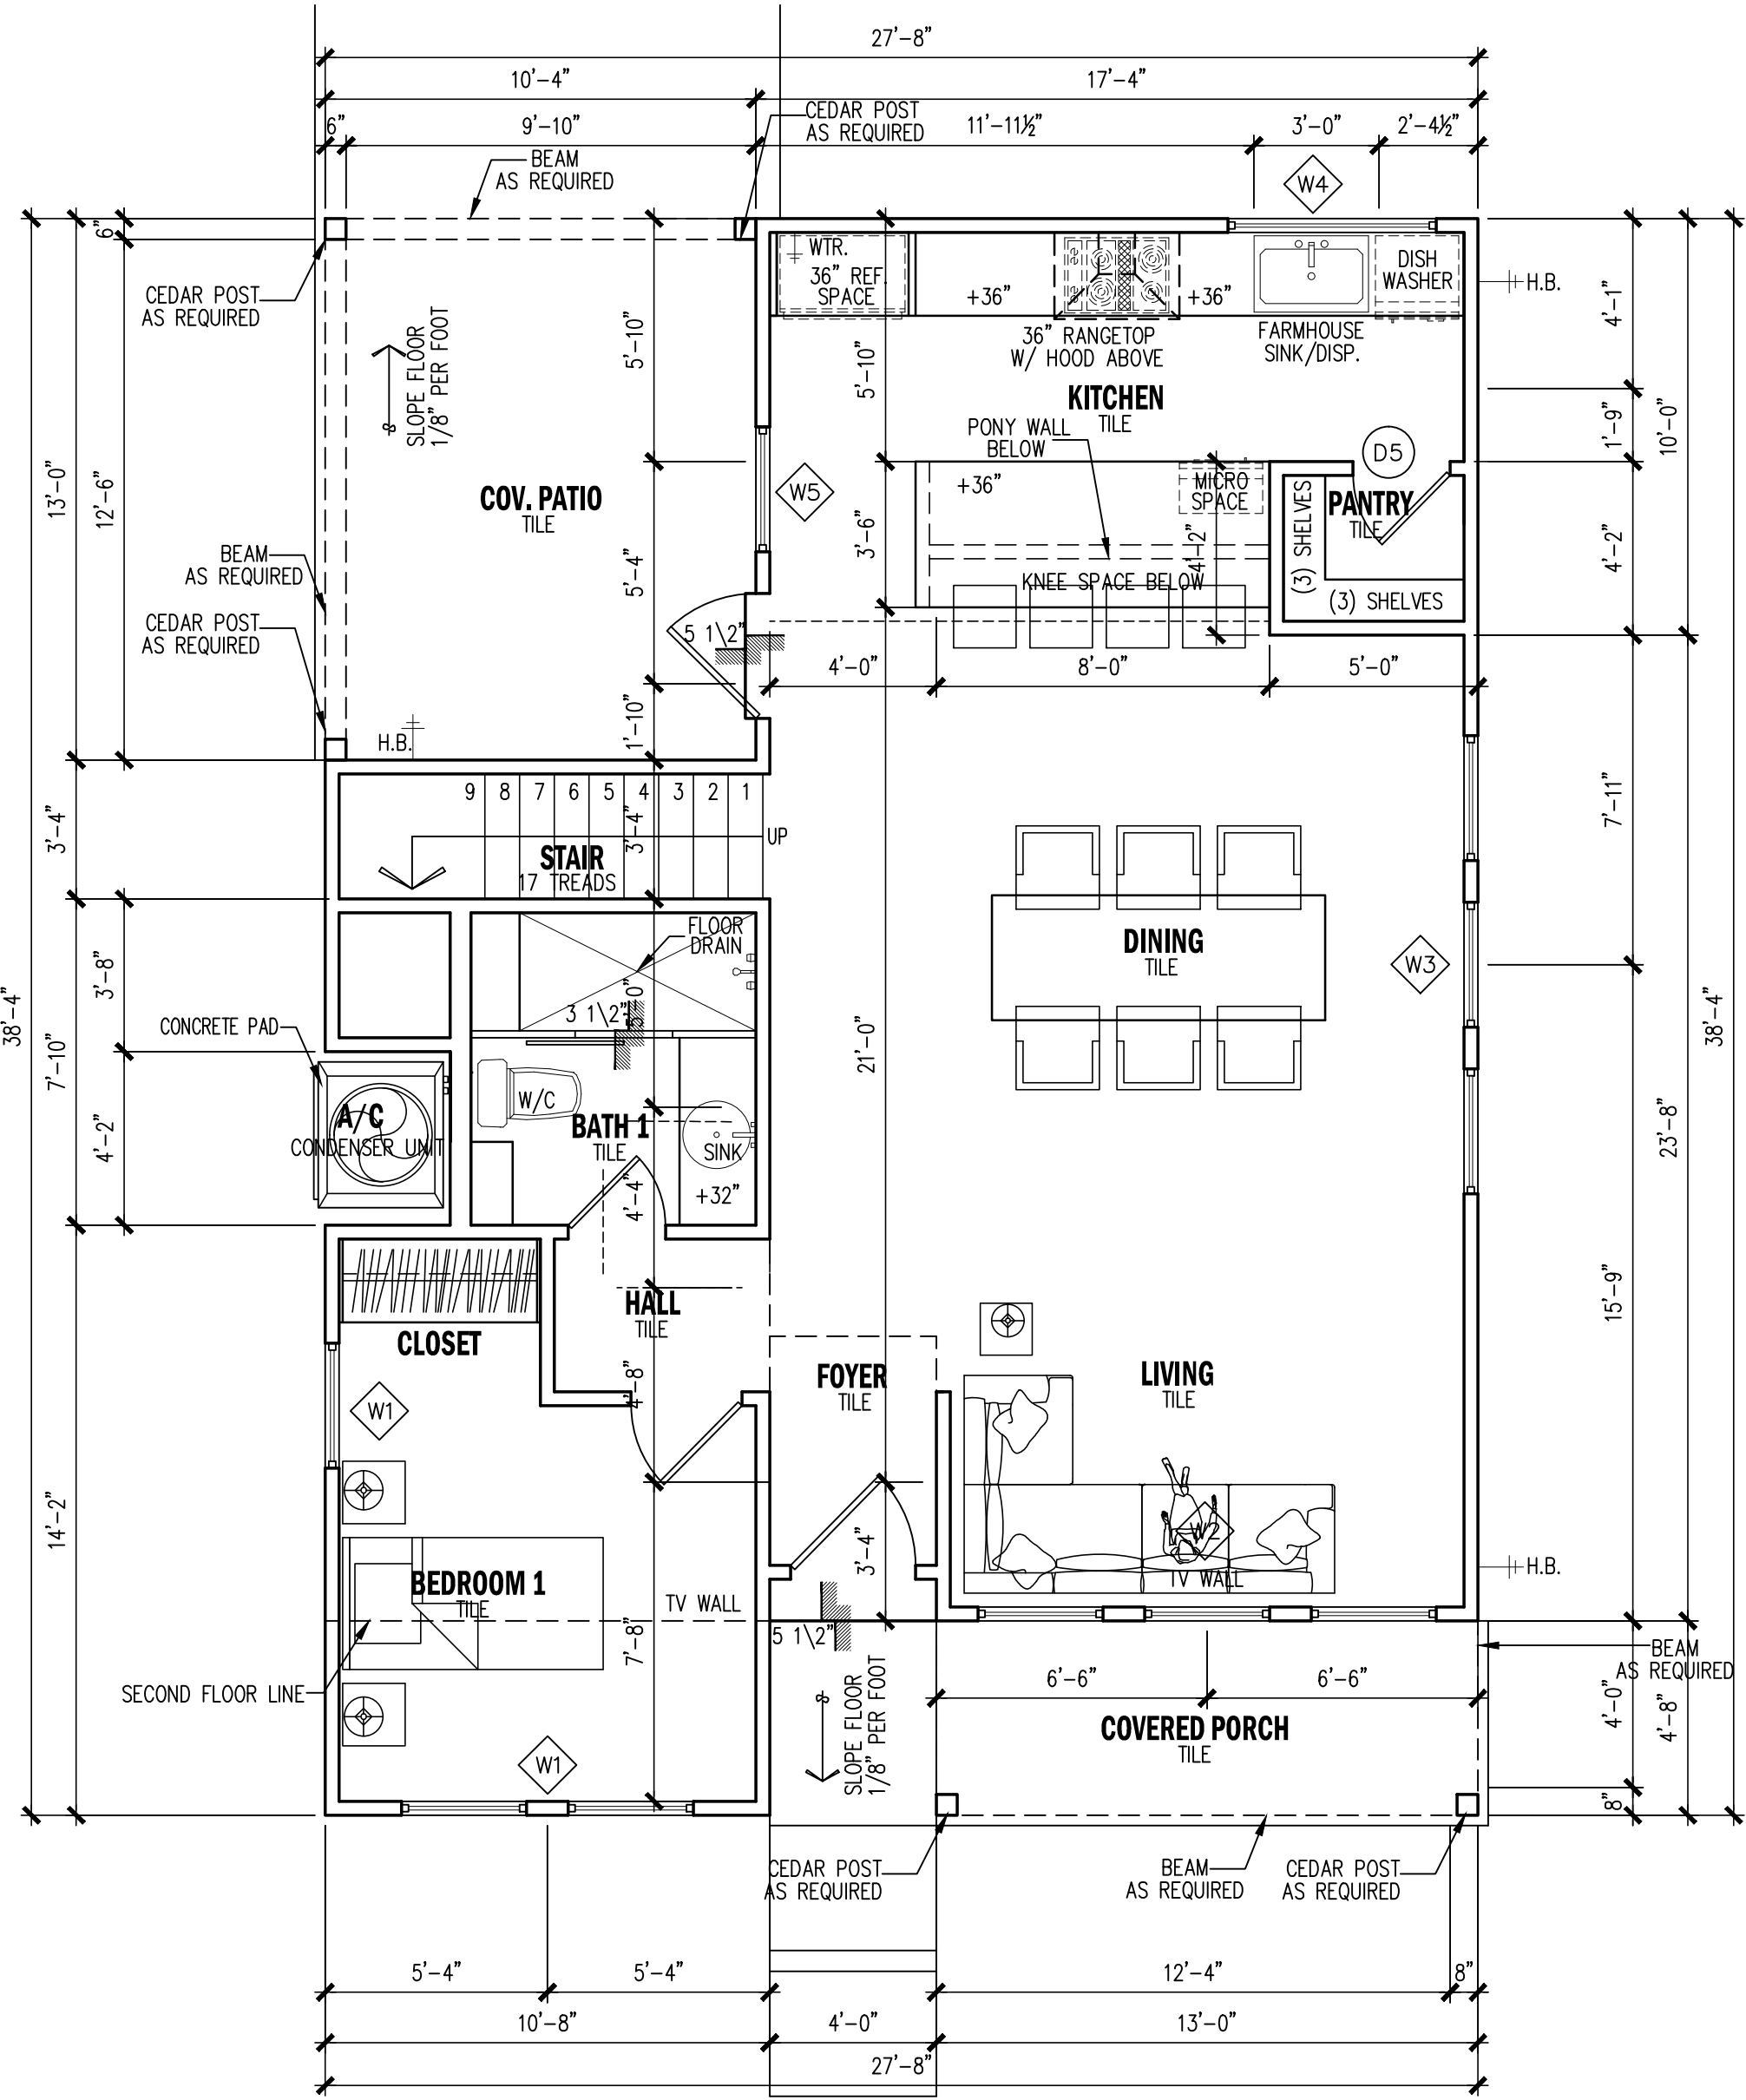 27'-8"
10'-4"
17'-4"
6"
9'-10"
CEDAR POST
AS REQUIRED
11'-11½"
3'-0"
2'-4½"
BEAM
AS REQUIRED
W4
6"
WTR.
36" REF.
SPACE
+36"
+36"
DISH
WASHER
H.B.
CEDAR POST
AS REQUIRED
4'-1"
SLOPE FLOOR
1/8" PER FOOT
5'-10"
36" RANGETOP
W/ HOOD ABOVE
FARMHOUSE
SINK/DISP.
5'-10"
KITCHEN
TILE
PONY WALL
BELOW
D5
1'-9"
10'-0"
13'-0"
12'-6"
COV. PATIO
TILE
W5
+36"
MICRO
SPACE
(3) SHELVES
PANTRY
TILE
3'-6"
4'-2"
4'-2"
BEAM
AS REQUIRED
5'-4"
KNEE SPACE BELOW
(3) SHELVES
CEDAR POST
AS REQUIRED
5 1\2"
4'-0"
8'-0"
5'-0"
1'-10"
H.B.
9 8 7 6 5 4 3 2 1
7'-11"
3'-4"
3'-4"
UP
STAIR
17 TREADS
FLOOR
DRAIN
DINING
TILE
W3
3'-8"
38'-4"
3 1\2"
5'-0"
CONCRETE PAD
7'-10"
21'-0"
38'-4"
A/C
CONDENSER UNIT
W/C
BATH 1
TILE
SINK
4'-2"
23'-8"
+32"
4'-4"
HALL
TILE
CLOSET
15'-9"
FOYER
TILE
LIVING
TILE
4'-8"
W1
14'-2"
W2
3'-4"
H.B.
BEDROOM 1
TILE
TV WALL
TV WALL
5 1\2"
7'-8"
BEAM
AS REQUIRED
SECOND FLOOR LINE
SLOPE FLOOR
1/8" PER FOOT
6'-6"
6'-6"
4'-0"
4'-8"
COVERED PORCH
TILE
W1
8"
CEDAR POST
AS REQUIRED
BEAM
AS REQUIRED
CEDAR POST
AS REQUIRED
5'-4"
5'-4"
12'-4"
8"
10'-8"
4'-0"
13'-0"
27'-8"